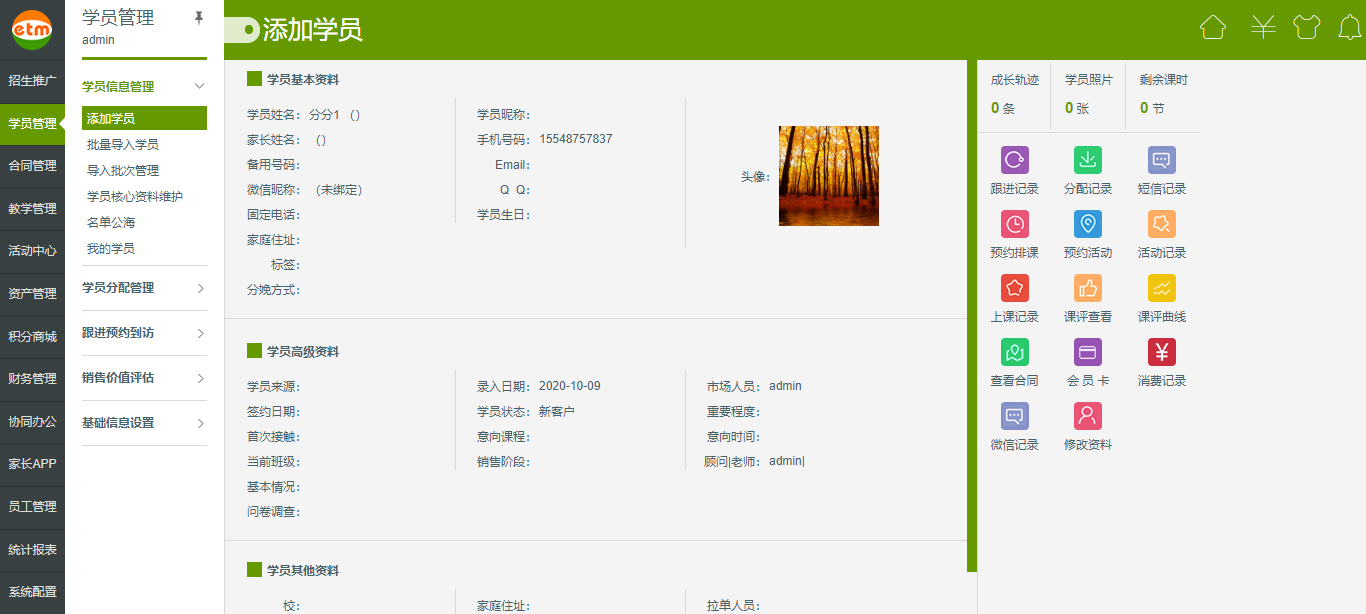 etm
招生推广
学员管理
合同管理
教学管理
活动中心
资产管理
积分商城
财务管理
协同办公
家长APP
员工管理
统计报表
系统配置
学员管理
admin
学员信息管理
添加学员
批量导入学员
导入批次管理
学员核心资料维护
名单公海
我的学员
学员分配管理
跟进预约到访
销售价值评估
基础信息设置
添加学员
学员基本资料
学员姓名： 分分1 （）
家长姓名： （）
备用号码：
微信昵称： （未绑定）
固定电话：
家庭住址：
标签：
分娩方式：
学员昵称：
手机号码： 15548757837
Email：
Q Q：
学员生日：
头像：
学员高级资料
学员来源：
签约日期：
首次接触：
当前班级：
基本情况：
问卷调查：
录入日期： 2020-10-09
学员状态： 新客户
意向课程：
销售阶段：
市场人员： admin
重要程度：
意向时间：
顾问|老师： admin|
学员其他资料
校：
家庭住址：
拉单人员：
成长轨迹 学员照片 剩余课时
0 条 0 张 0 节
跟进记录 分配记录 短信记录
预约排课 预约活动 活动记录
上课记录 课评查看 课评曲线
查看合同 会 员 卡 消费记录
微信记录 修改资料